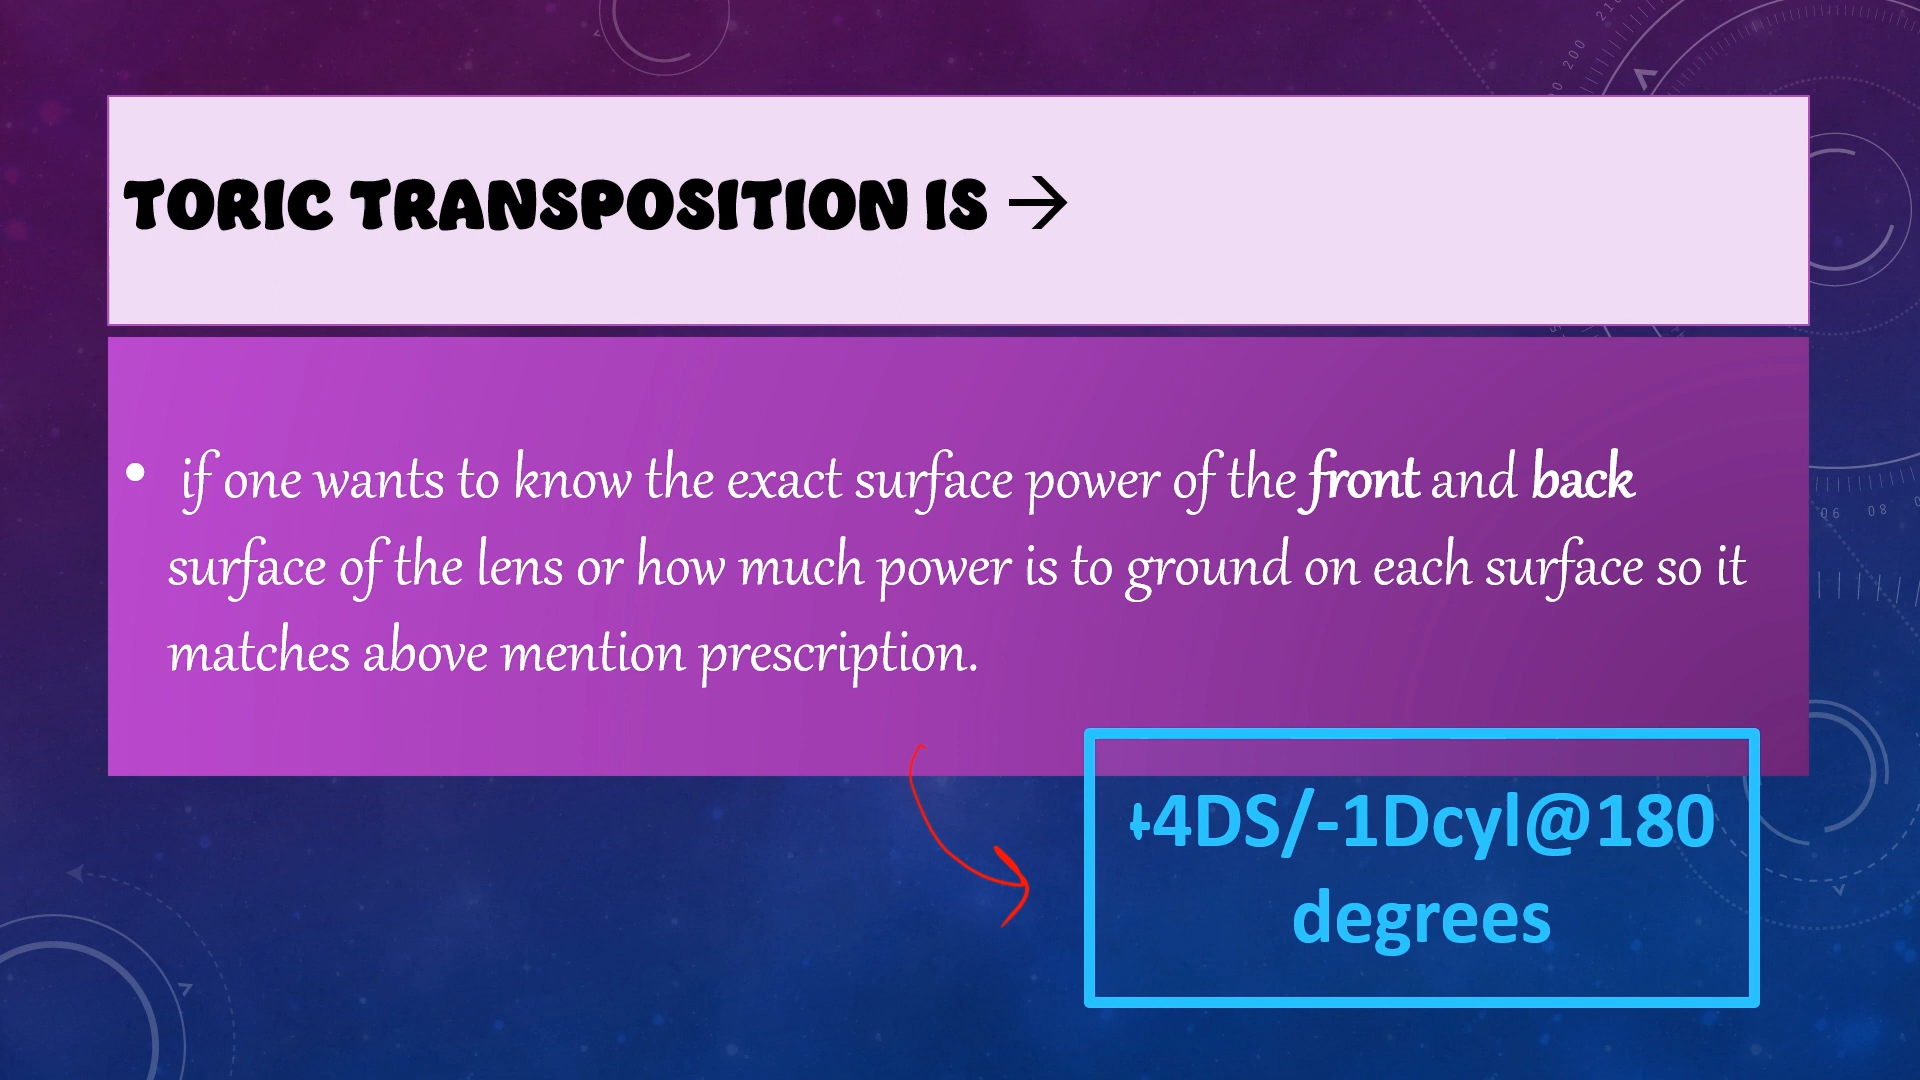 TORIC TRANSPOSITION IS →
• if one wants to know the exact surface power of the front and back
surface of the lens or how much power is to ground on each surface so it
matches above mention prescription.
+4DS/-1Dcyl@180
degrees